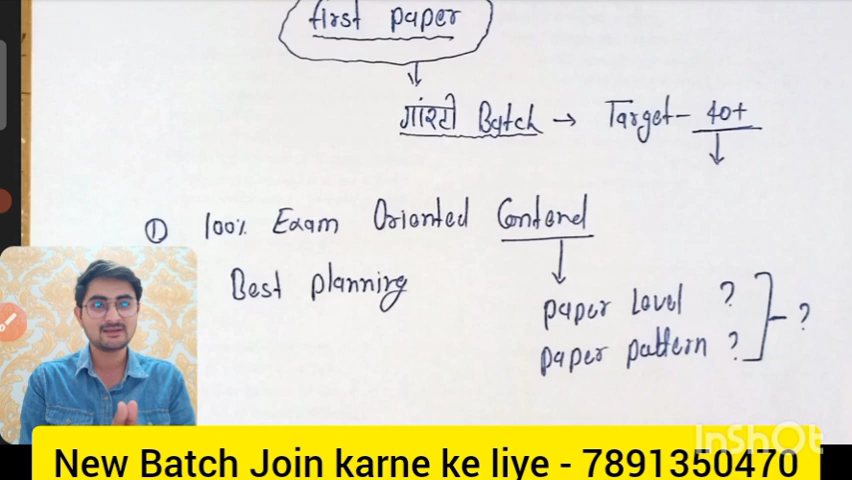 first paper
गारंटी Batch → Target - 40+
① 100% Exam Oriented Contend
Best planning
paper Level ?
paper pattern ?
?
InShOt
New Batch Join karne ke liye - 7891350470